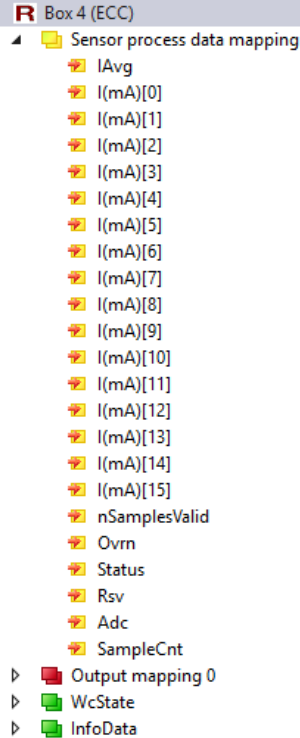 R Box 4 (ECC)
Sensor process data mapping
IAvg
I(mA)[0]
I(mA)[1]
I(mA)[2]
I(mA)[3]
I(mA)[4]
I(mA)[5]
I(mA)[6]
I(mA)[7]
I(mA)[8]
I(mA)[9]
I(mA)[10]
I(mA)[11]
I(mA)[12]
I(mA)[13]
I(mA)[14]
I(mA)[15]
nSamplesValid
Ovrn
Status
Rsv
Adc
SampleCnt
Output mapping 0
WcState
InfoData